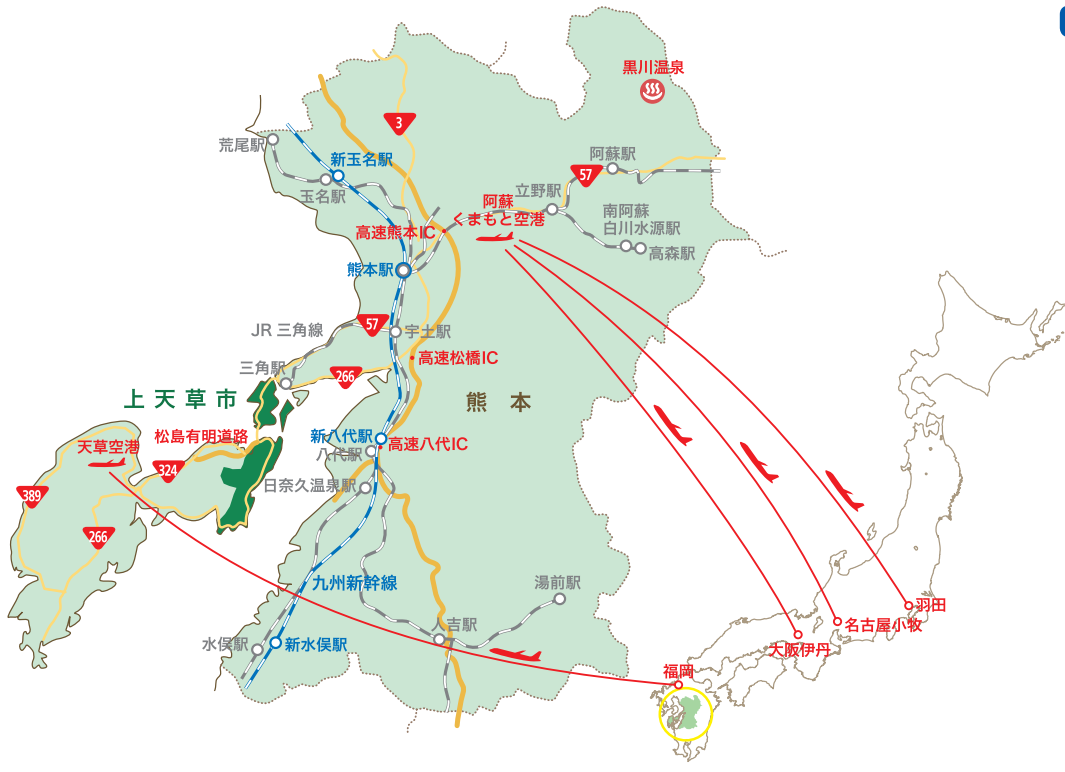 黒川温泉
3
荒尾駅
新玉名駅
玉名駅
阿蘇駅
57
立野駅
阿蘇
くまもと空港
南阿蘇
白川水源駅
高森駅
高速熊本IC
熊本駅
JR 三角線
57
宇土駅
高速松橋IC
三角駅
266
上天草市
熊本
松島有明道路
新八代駅
高速八代IC
八代駅
天草空港
324
389
266
日奈久温泉駅
九州新幹線
湯前駅
人吉駅
水俣駅
新水俣駅
羽田
名古屋小牧
大阪伊丹
福岡